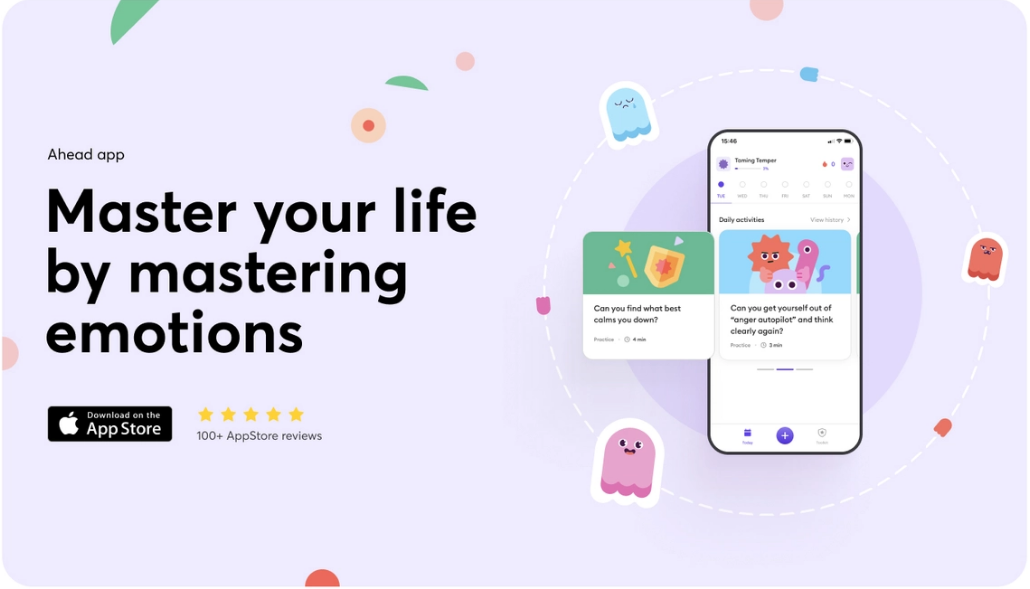 Ahead app
Master your life
by mastering
emotions
Download on the
App Store
100+ AppStore reviews
15:46
Taming Temper
0
TUE WED THU FRI SAT SUN MON
Daily activities View history
Can you find what best
calms you down?
Practice 4 min
Can you get yourself out of
“anger autopilot” and think
clearly again?
Practice 3 min
Today